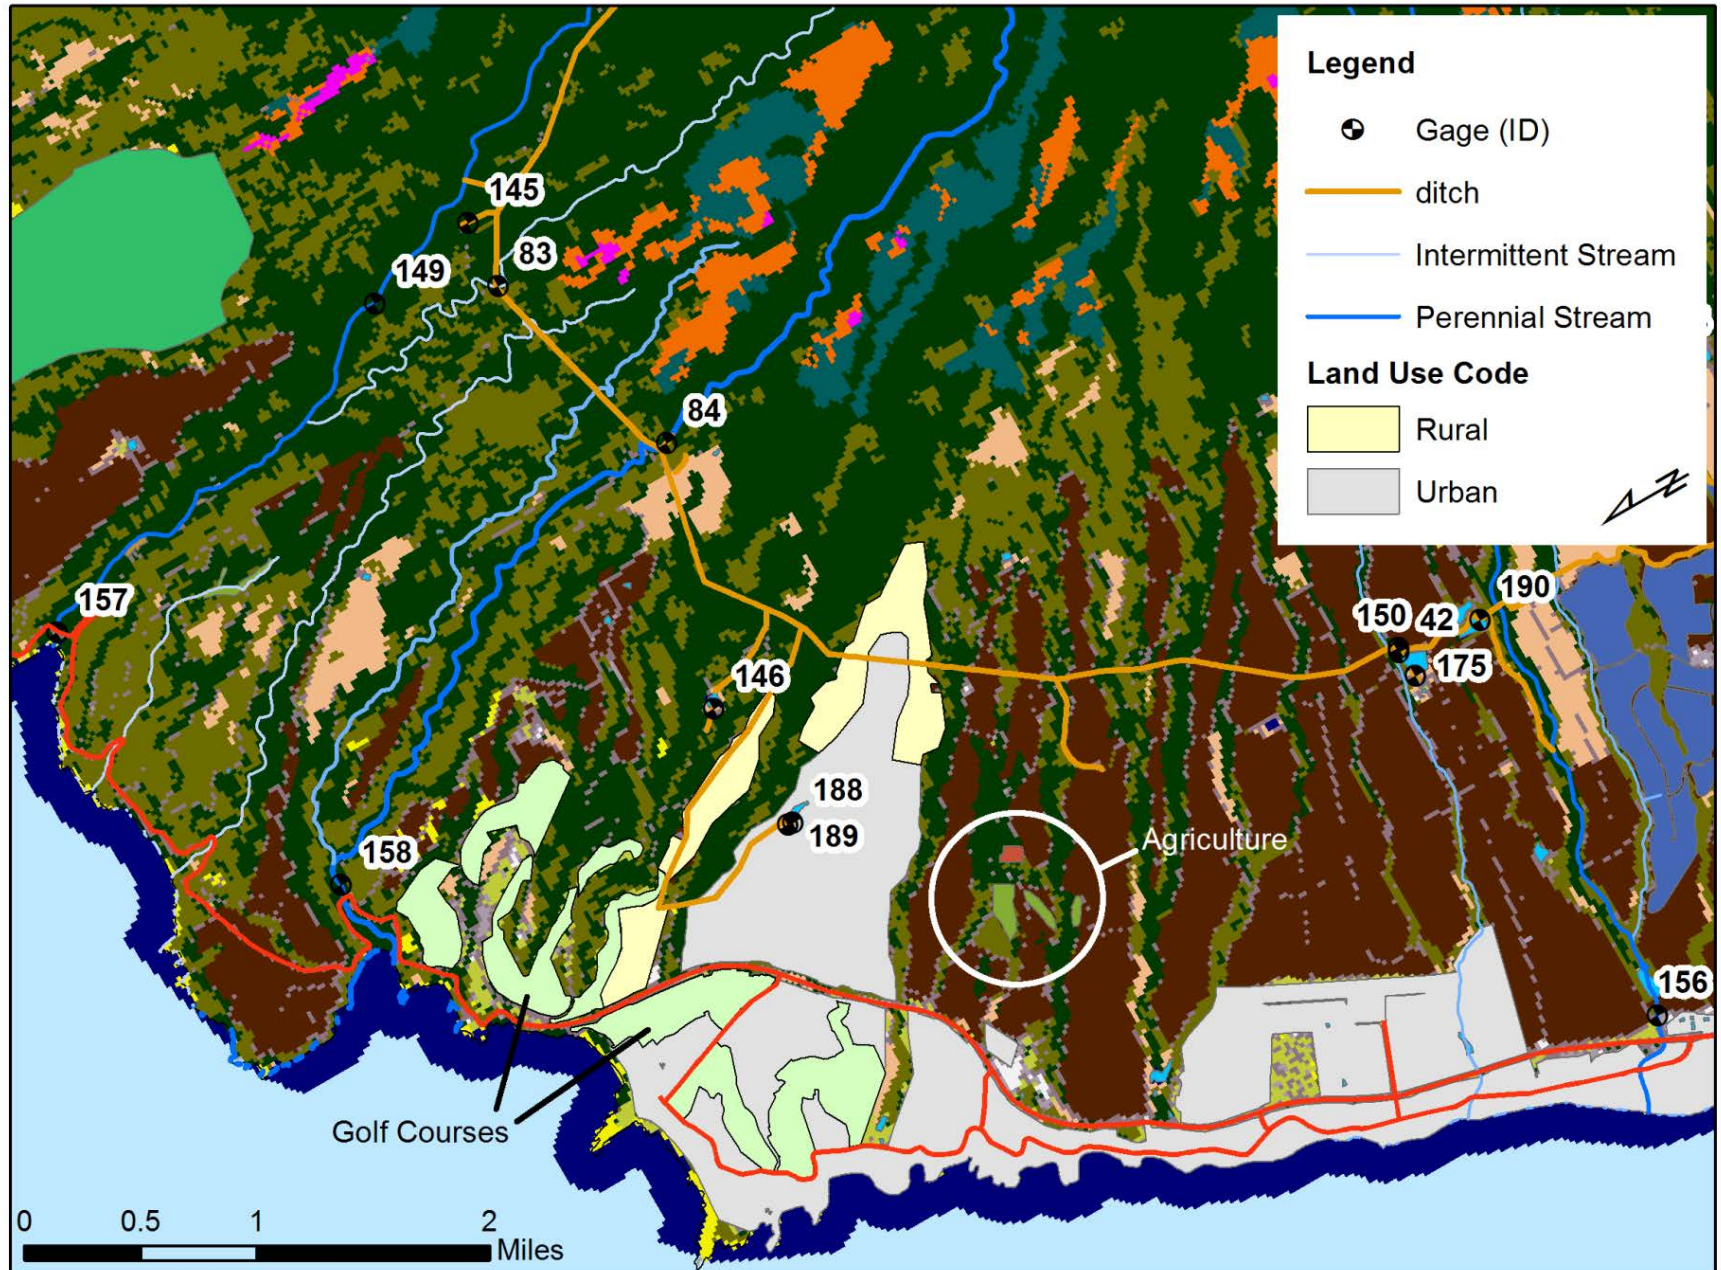 Legend
Gage (ID)
ditch
Intermittent Stream
Perennial Stream
Land Use Code
Rural
Urban
N
145
83
149
84
157
190
150
42
175
146
188
189
158
Agriculture
156
Golf Courses
0 0.5 1 2
Miles